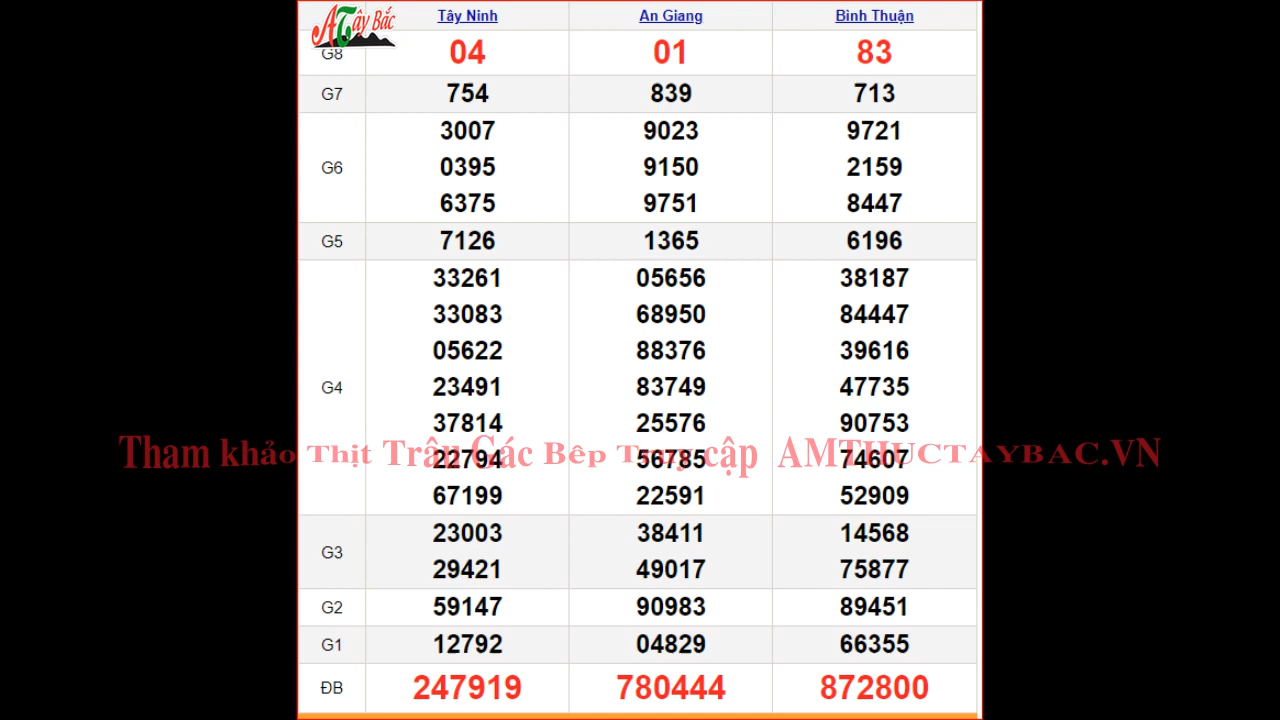 ATây Bắc
Tây Ninh An Giang Bình Thuận
G8 04 01 83
G7 754 839 713
3007 9023 9721
G6 0395 9150 2159
6375 9751 8447
G5 7126 1365 6196
33261 05656 38187
33083 68950 84447
05622 88376 39616
G4 23491 83749 47735
37814 25576 90753
Tham khảo Thịt Trâu Gác Bếp Truy cập AMTHUCTAYBAC.VN
22794 56785 74607
67199 22591 52909
G3 23003 38411 14568
29421 49017 75877
G2 59147 90983 89451
G1 12792 04829 66355
ĐB 247919 780444 872800